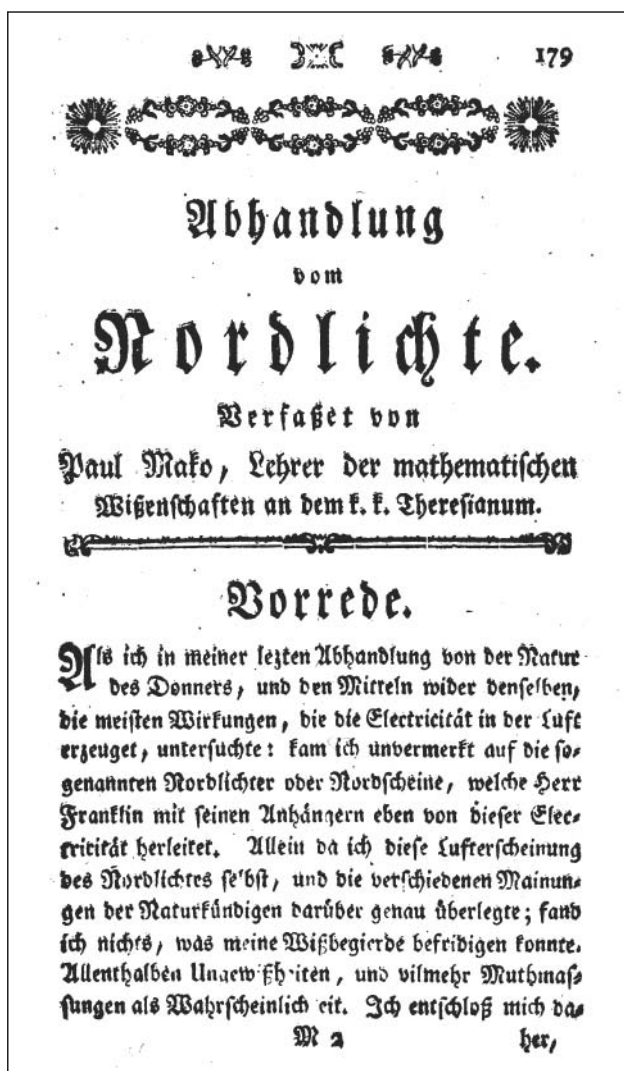 179
Abhandlung
vom
Nordlichte.
Verfaßet von
Paul Mako, Lehrer der mathematischen
Wißenschaften an dem k. k. Theresianum.
Vorrede.
Als ich in meiner lezten Abhandlung von der Natur
des Donners, und den Mitteln wider denselben,
die meisten Wirkungen, die die Electricität in der Luft
erzeuget, untersuchte: kam ich unvermerkt auf die so-
genannten Nordlichter oder Nordscheine, welche Herr
Franklin mit seinen Anhängern eben von dieser Elec-
tricität herleitet. Allein da ich diese Lufterscheinung
des Nordlichtes selbst, und die verschiedenen Mainun-
gen der Naturkündigen darüber genau überlegte; fand
ich nichts, was meine Wißbegierde befridigen konnte.
Allenthalben Ungewißheiten, und vilmehr Muthmas-
sungen als Wahrscheinlichkeit. Ich entschloß mich da-
M 2 her,